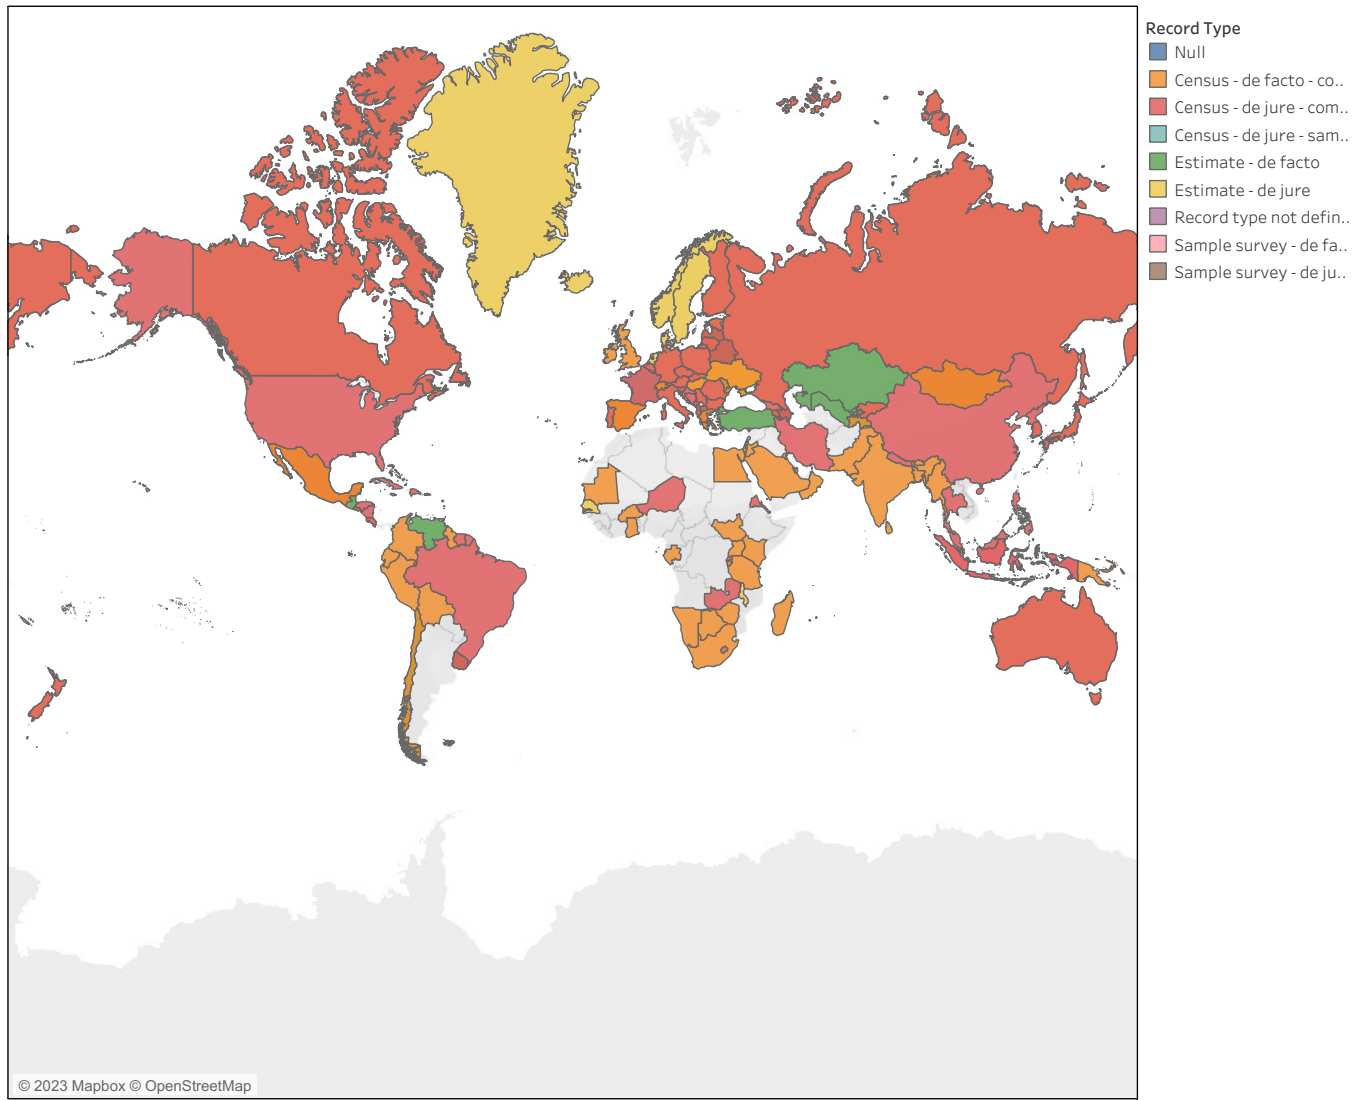 Record Type
Null
Census - de facto - co..
Census - de jure - com..
Census - de jure - sam..
Estimate - de facto
Estimate - de jure
Record type not defin..
Sample survey - de fa..
Sample survey - de ju..
© 2023 Mapbox © OpenStreetMap